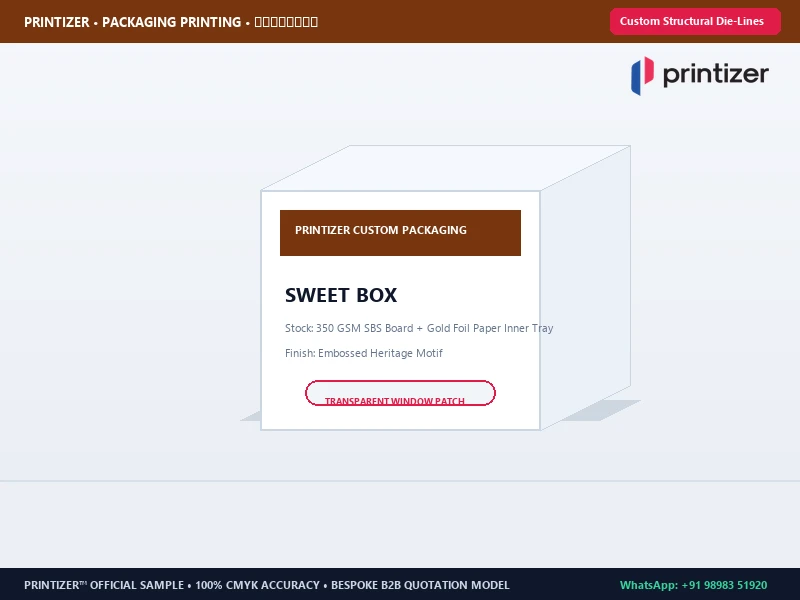 PRINTIZER • PACKAGING PRINTING •
Custom Structural Die-Lines
printizer
PRINTIZER CUSTOM PACKAGING
SWEET BOX
Stock: 350 GSM SBS Board + Gold Foil Paper Inner Tray
Finish: Embossed Heritage Motif
TRANSPARENT WINDOW PATCH
PRINTIZER™ OFFICIAL SAMPLE • 100% CMYK ACCURACY • BESPOKE B2B QUOTATION MODEL
WhatsApp: +91 98983 51920